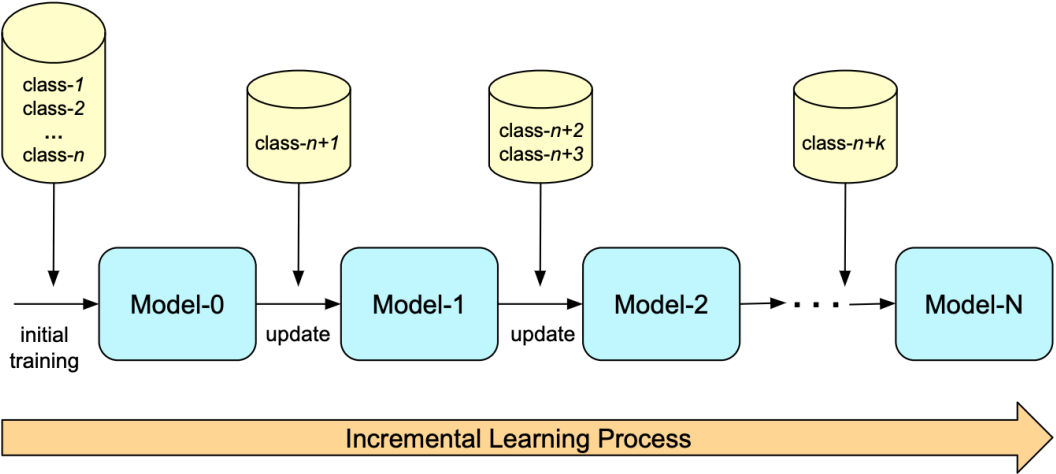 class-1
class-2
...
class-n
class-n+1
class-n+2
class-n+3
class-n+k
Model-0
Model-1
Model-2
. . .
Model-N
initial
training
update
update
Incremental Learning Process